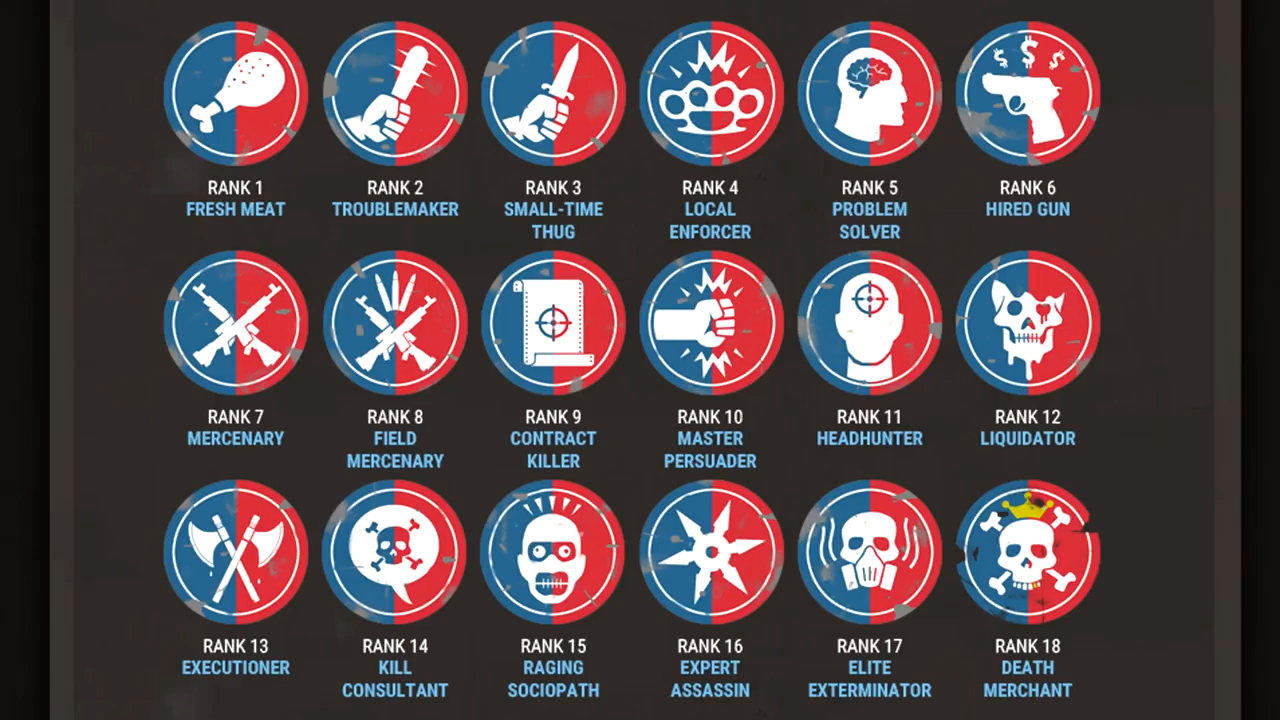 RANK 1
FRESH MEAT
RANK 2
TROUBLEMAKER
RANK 3
SMALL-TIME
THUG
RANK 4
LOCAL
ENFORCER
RANK 5
PROBLEM
SOLVER
RANK 6
HIRED GUN
RANK 7
MERCENARY
RANK 8
FIELD
MERCENARY
RANK 9
CONTRACT
KILLER
RANK 10
MASTER
PERSUADER
RANK 11
HEADHUNTER
RANK 12
LIQUIDATOR
RANK 13
EXECUTIONER
RANK 14
KILL
CONSULTANT
RANK 15
RAGING
SOCIOPATH
RANK 16
EXPERT
ASSASSIN
RANK 17
ELITE
EXTERMINATOR
RANK 18
DEATH
MERCHANT